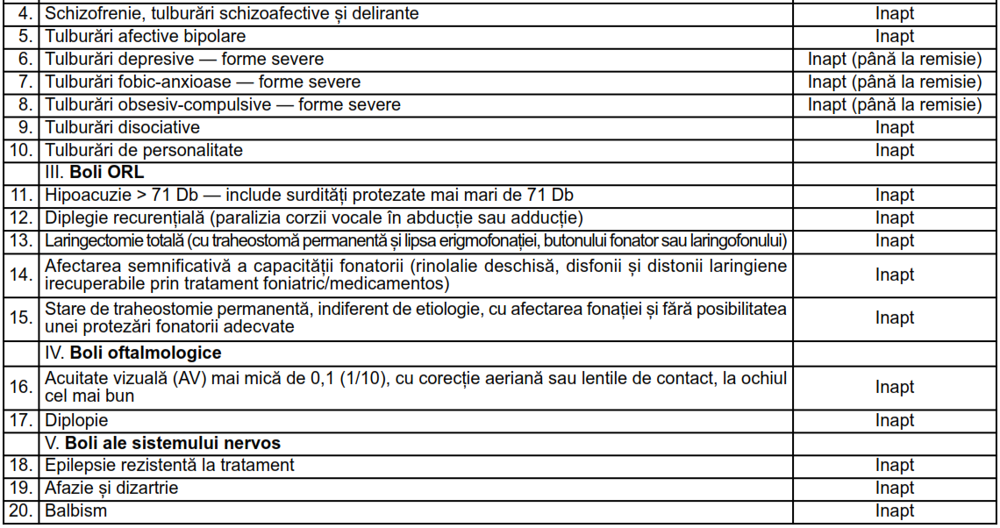 4. Schizofrenie, tulburări schizoafective și delirante Inapt
5. Tulburări afective bipolare Inapt
6. Tulburări depresive — forme severe Inapt (până la remisie)
7. Tulburări fobic-anxioase — forme severe Inapt (până la remisie)
8. Tulburări obsesiv-compulsive — forme severe Inapt (până la remisie)
9. Tulburări disociative Inapt
10. Tulburări de personalitate Inapt
III. Boli ORL
11. Hipoacuzie > 71 Db — include surdități protezate mai mari de 71 Db Inapt
12. Diplegie recurențială (paralizia corzii vocale în abducție sau adducție) Inapt
13. Laringectomie totală (cu traheostomă permanentă și lipsa erigmofonației, butonului fonator sau laringofonului) Inapt
14. Afectarea semnificativă a capacității fonatorii (rinolalie deschisă, disfonii și distonii laringiene
irecuperabile prin tratament foniatric/medicamentos) Inapt
15. Stare de traheostomie permanentă, indiferent de etiologie, cu afectarea fonației și fără posibilitatea
unei protezări fonatorii adecvate Inapt
IV. Boli oftalmologice
16. Acuitate vizuală (AV) mai mică de 0,1 (1/10), cu corecție aeriană sau lentile de contact, la ochiul
cel mai bun Inapt
17. Diplopie Inapt
V. Boli ale sistemului nervos
18. Epilepsie rezistentă la tratament Inapt
19. Afazie și dizartrie Inapt
20. Balbism Inapt